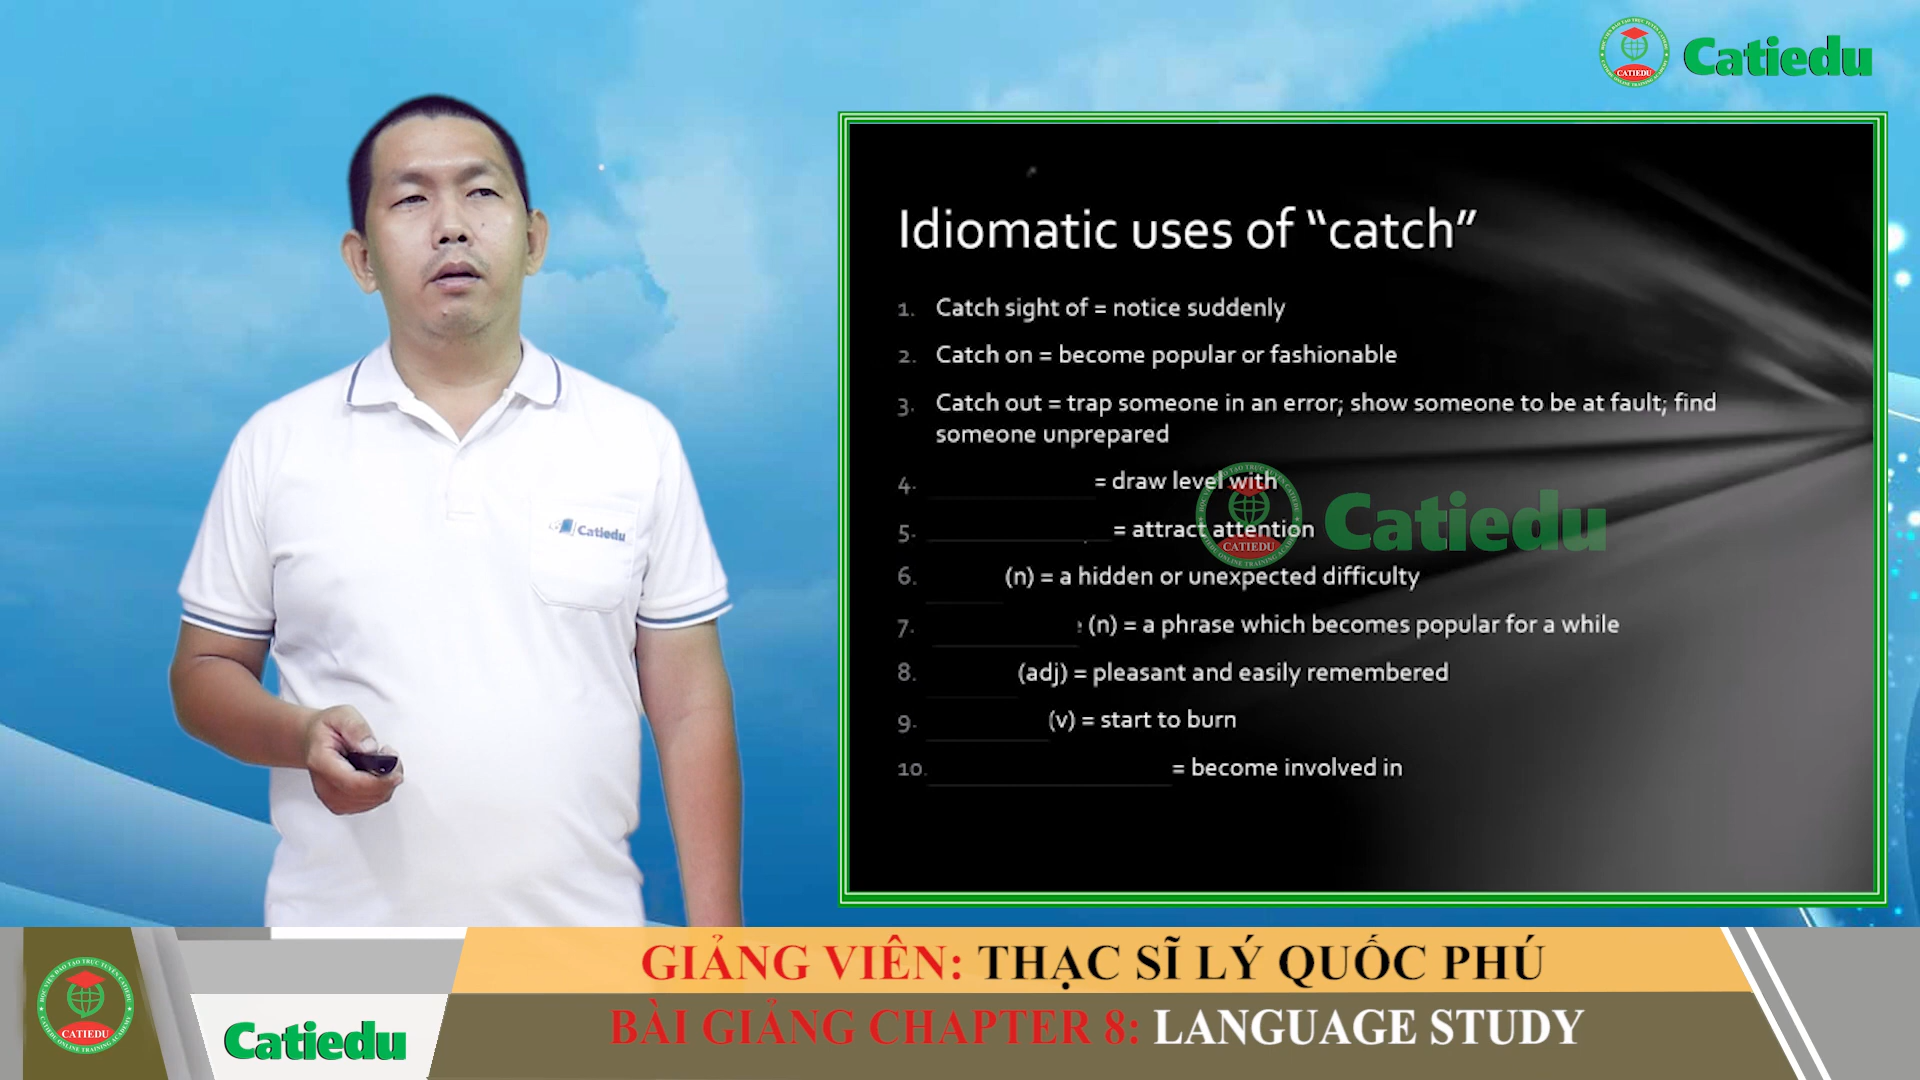 Catiedu
CATIEDU
Idiomatic uses of “catch”
1. Catch sight of = notice suddenly
2. Catch on = become popular or fashionable
3. Catch out = trap someone in an error; show someone to be at fault; find
someone unprepared
4. = draw level with
5. = attract attention
6. (n) = a hidden or unexpected difficulty
7. (n) = a phrase which becomes popular for a while
8. (adj) = pleasant and easily remembered
9. (v) = start to burn
10. = become involved in
CATIEDU
Catiedu
Catiedu
GIẢNG VIÊN: THẠC SĨ LÝ QUỐC PHÚ
BÀI GIẢNG CHAPTER 8: LANGUAGE STUDY
CATIEDU
Catiedu